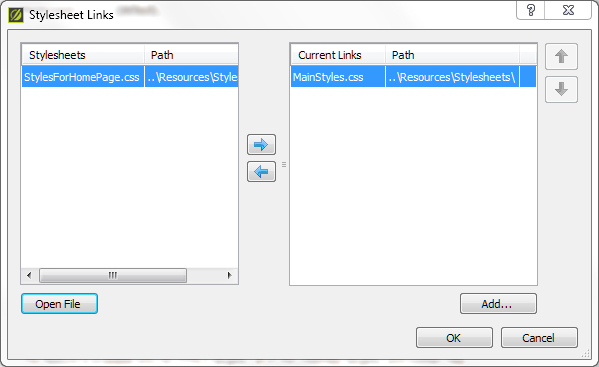 Stylesheet Links
Stylesheets Path
StylesForHomePage.css ..\Resources\Style
Current Links Path
MainStyles.css ..\Resources\Stylesheets\
Open File
Add...
OK Cancel